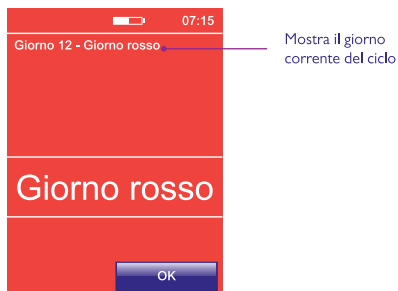 07:15
Giorno 12 - Giorno rosso
Mostra il giorno
corrente del ciclo
Giorno rosso
OK